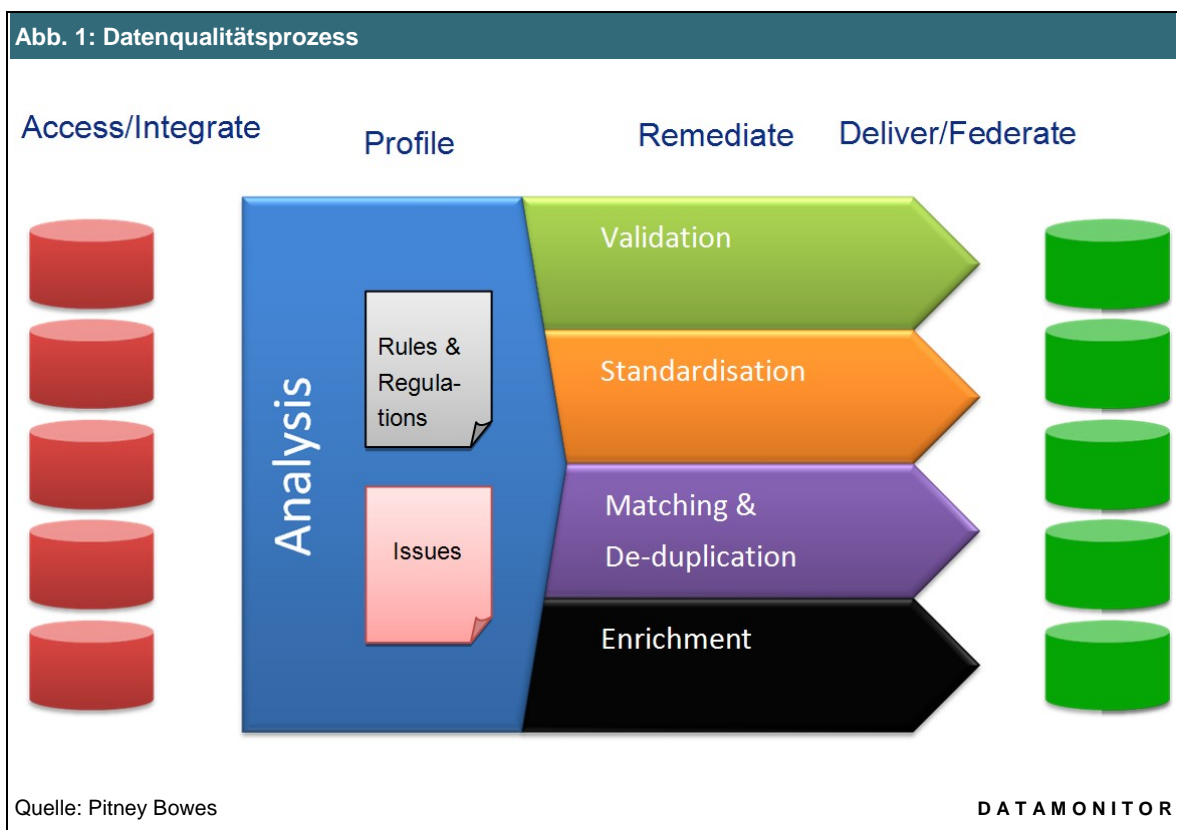 Abb. 1: Datenqualitätsprozess
Access/Integrate
Profile
Remediate
Deliver/Federate
Analysis
Rules &
Regula-
tions
Issues
Validation
Standardisation
Matching &
De-duplication
Enrichment
Quelle: Pitney Bowes
DATAMONITOR